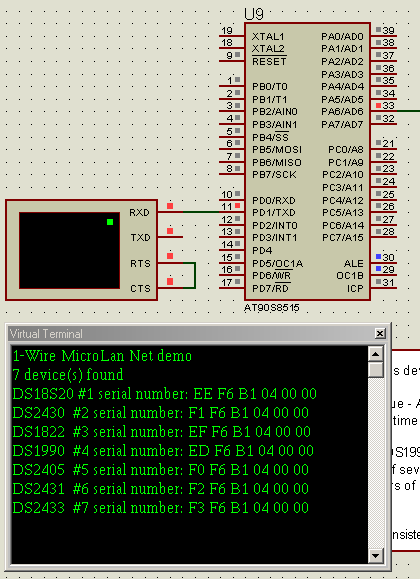 U9
19 XTAL1 PA0/AD0 39
18 XTAL2 PA1/AD1 38
9 RESET PA2/AD2 37
PA3/AD3 36
1 PB0/T0 PA4/AD4 35
2 PB1/T1 PA5/AD5 34
3 PB2/AIN0 PA6/AD6 33
4 PB3/AIN1 PA7/AD7 32
5 PB4/SS
6 PB5/MOSI PC0/A8 21
7 PB6/MISO PC1/A9 22
8 PB7/SCK PC2/A10 23
PC3/A11 24
10 PD0/RXD PC4/A12 25
11 PD1/TXD PC5/A13 26
12 PD2/INT0 PC6/A14 27
13 PD3/INT1 PC7/A15 28
14 PD4
15 PD5/OC1A ALE 30
16 PD6/WR OC1B 29
17 PD7/RD ICP 31
AT90S8515
RXD
TXD
RTS
CTS
Virtual Terminal
1-Wire MicroLan Net demo
7 device(s) found
DS18S20 #1 serial number: EE F6 B1 04 00 00
DS2430 #2 serial number: F1 F6 B1 04 00 00
DS1822 #3 serial number: EF F6 B1 04 00 00
DS1990 #4 serial number: ED F6 B1 04 00 00
DS2405 #5 serial number: F0 F6 B1 04 00 00
DS2431 #6 serial number: F2 F6 B1 04 00 00
DS2433 #7 serial number: F3 F6 B1 04 00 00
s dev
ue - A
time
S199
f sev
rs of
nsiste